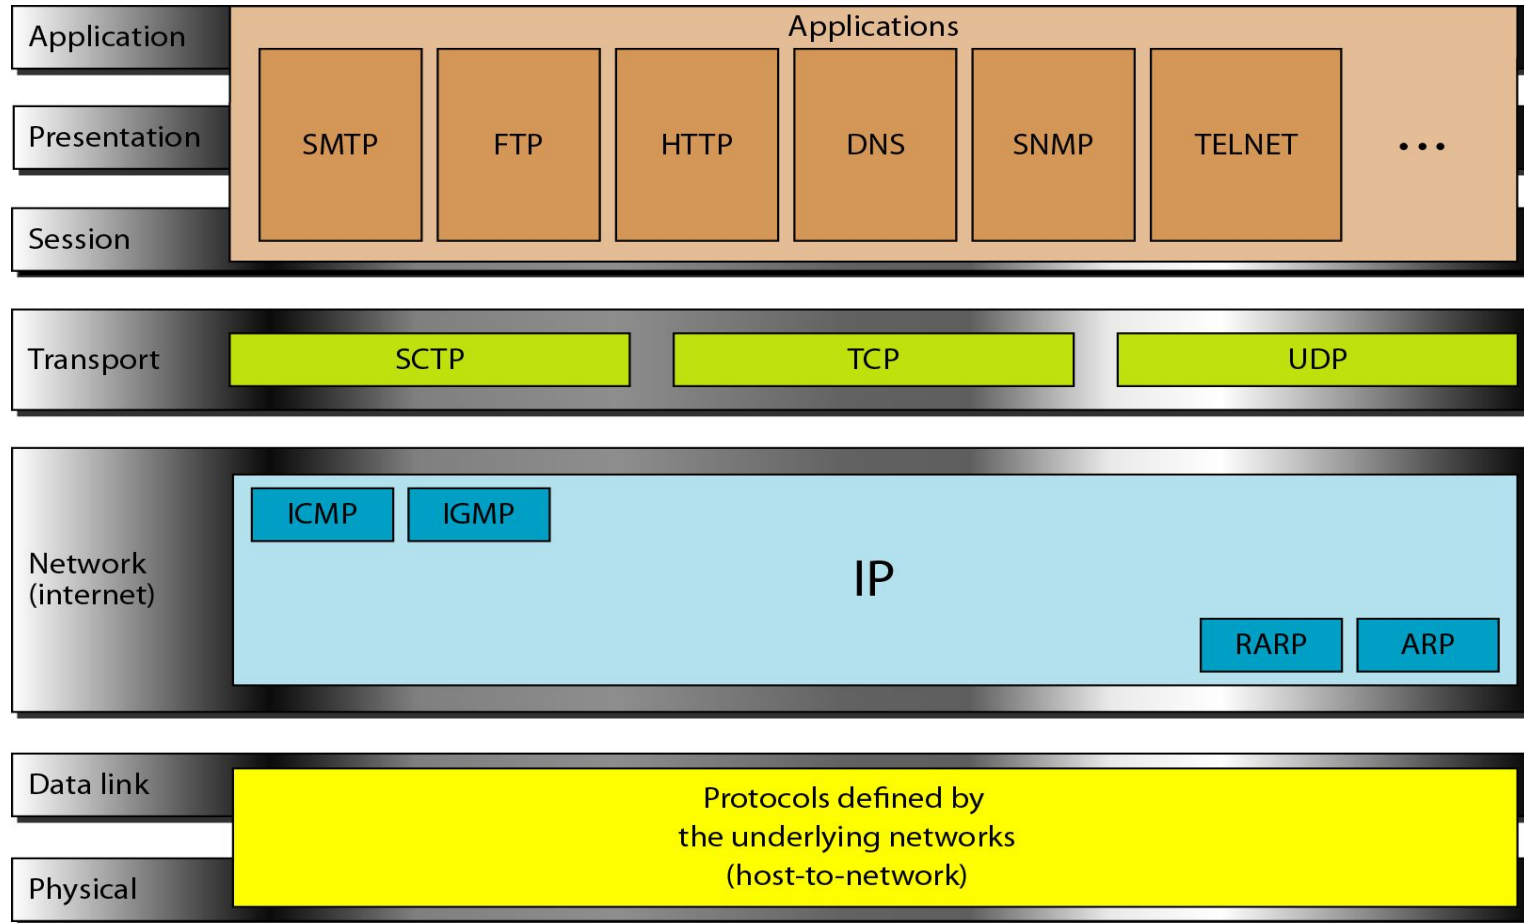 Application
Applications
Presentation
SMTP FTP HTTP DNS SNMP TELNET ...
Session
Transport
SCTP TCP UDP
ICMP IGMP
Network
(internet)
IP
RARP ARP
Data link
Protocols defined by
the underlying networks
(host-to-network)
Physical